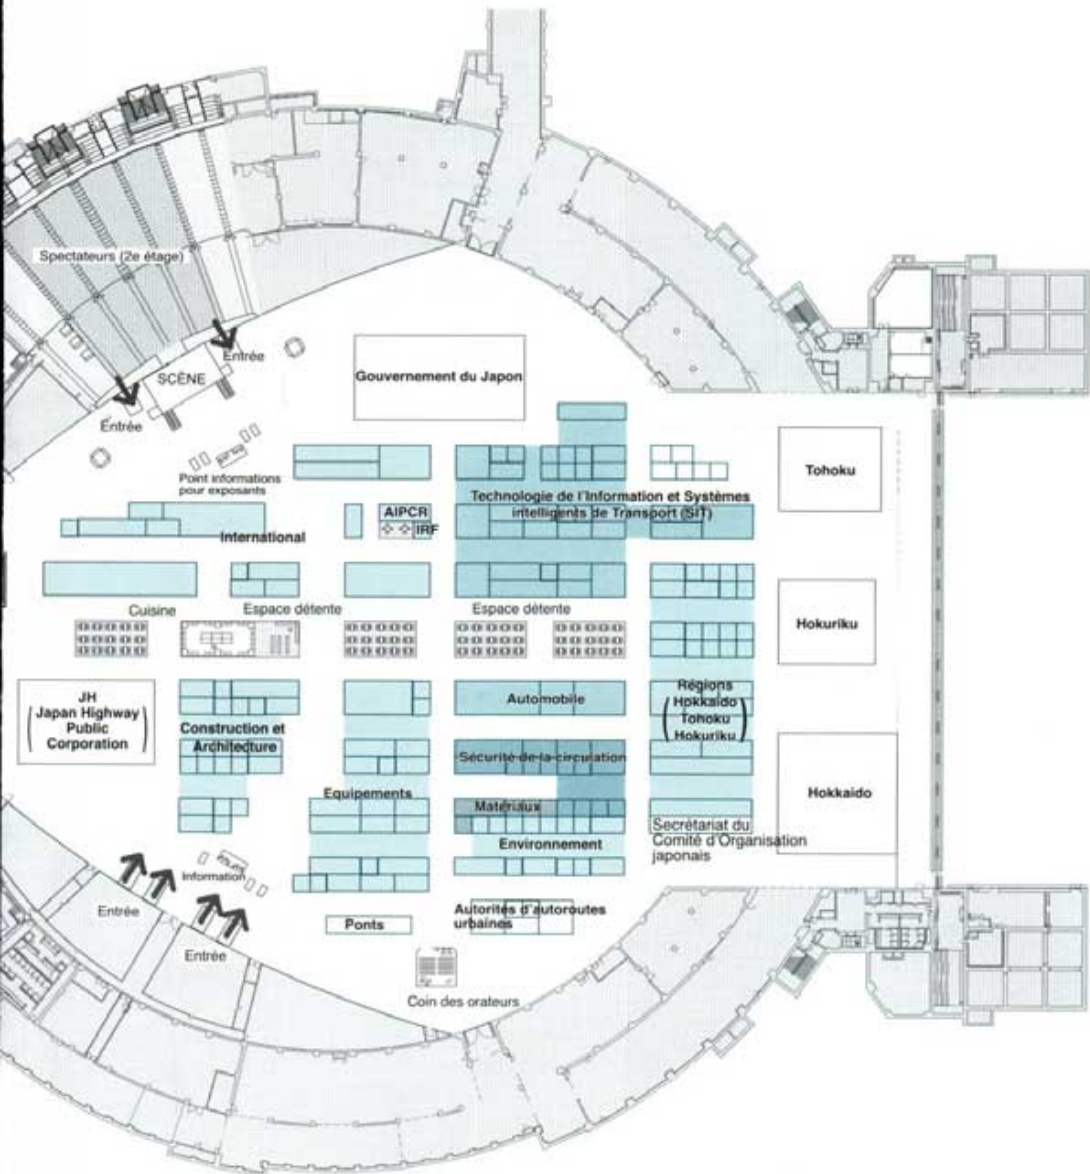 Spectateurs (2e étage)
Entrée
SCÈNE
Entrée
Gouvernement du Japon
Point informations
pour exposants
Tohoku
Technologie de l'Information et Systèmes
intelligents de Transport (SIT)
AIPCR
IRF
International
Cuisine
Espace détente
Espace détente
Hokuriku
JH
Japan Highway
Public
Corporation
Construction et
Architecture
Automobile
Régions
Hokkaido
Tohoku
Hokuriku
Sécurité de la circulation
Equipements
Matériaux
Hokkaido
Environnement
Secrétariat du
Comité d'Organisation
japonais
Information
Entrée
Entrée
Ponts
Autorités d'autoroutes
urbaines
Coin des orateurs